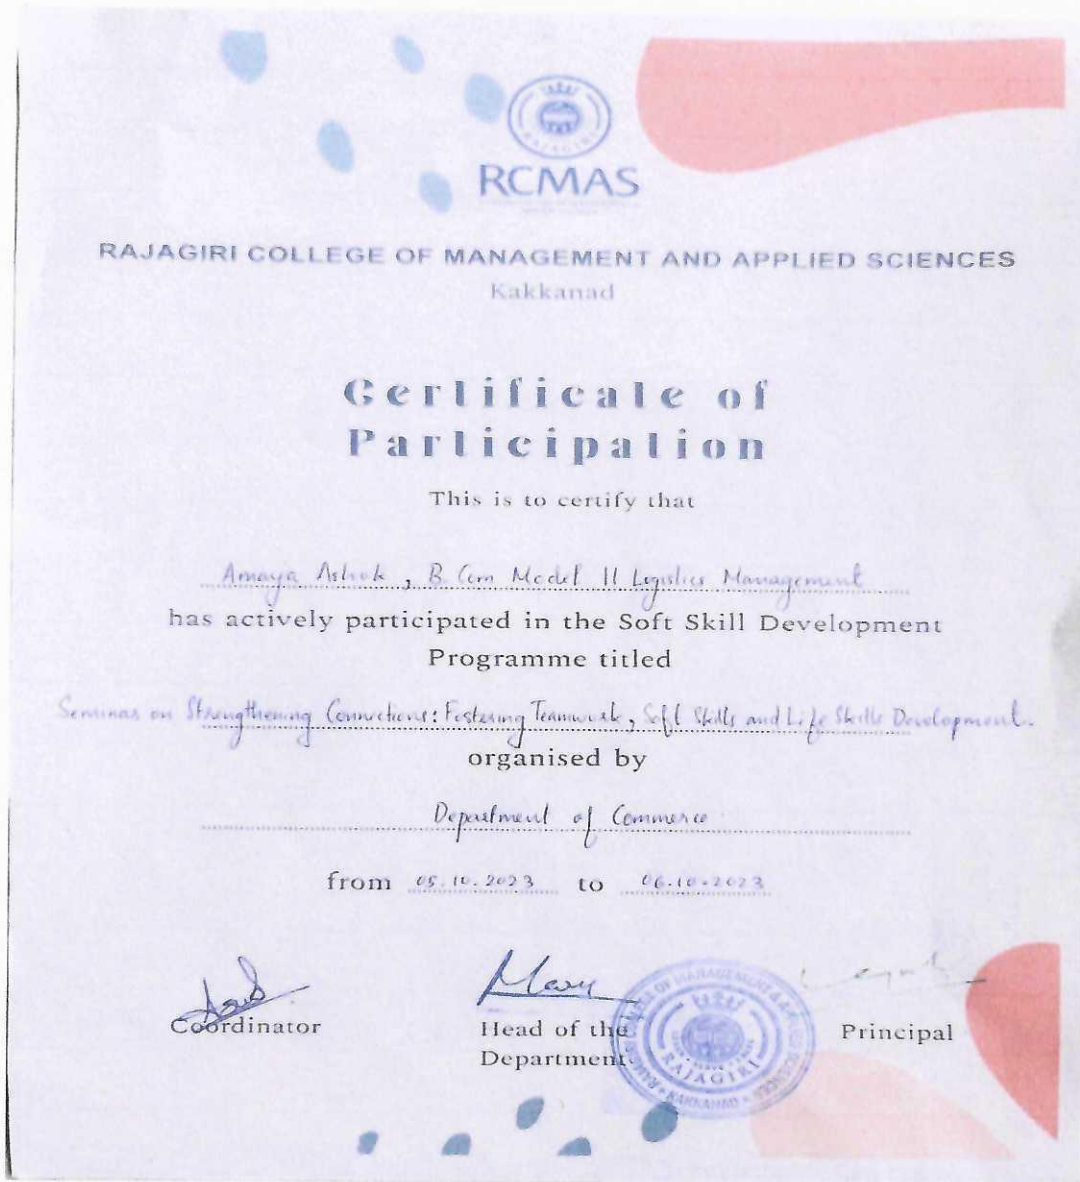 RAJAGIRI
RCMAS
RAJAGIRI COLLEGE OF MANAGEMENT AND APPLIED SCIENCES
Kakkanad
Certificate of
Participation
This is to certify that
Amaya Ashok, B.Com Model II Logistics Management
has actively participated in the Soft Skill Development
Programme titled
Seminar on Strengthening Connections: Fostering Teamwork, Soft Skills and Life Skills Development.
organised by
Department of Commerce
from 05.10.2023 to 06.10.2023
Coordinator
Head of the
Department
Principal
RAJAGIRI
KAKKANAD